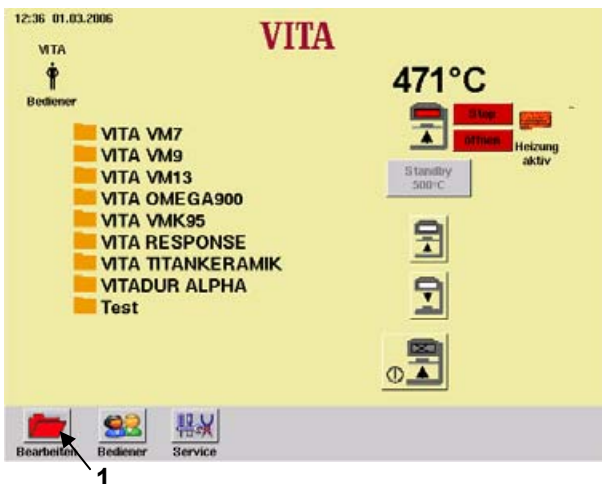 12:36 01.03.2006
VITA
VITA
Bediener
471°C
Stop
öffnen
Heizung
aktiv
Standby
500°C
VITA VM7
VITA VM9
VITA VM13
VITA OMEGA900
VITA VMK95
VITA RESPONSE
VITA TITANKERAMIK
VITADUR ALPHA
Test
Bearbeiten
Bediener
Service
1